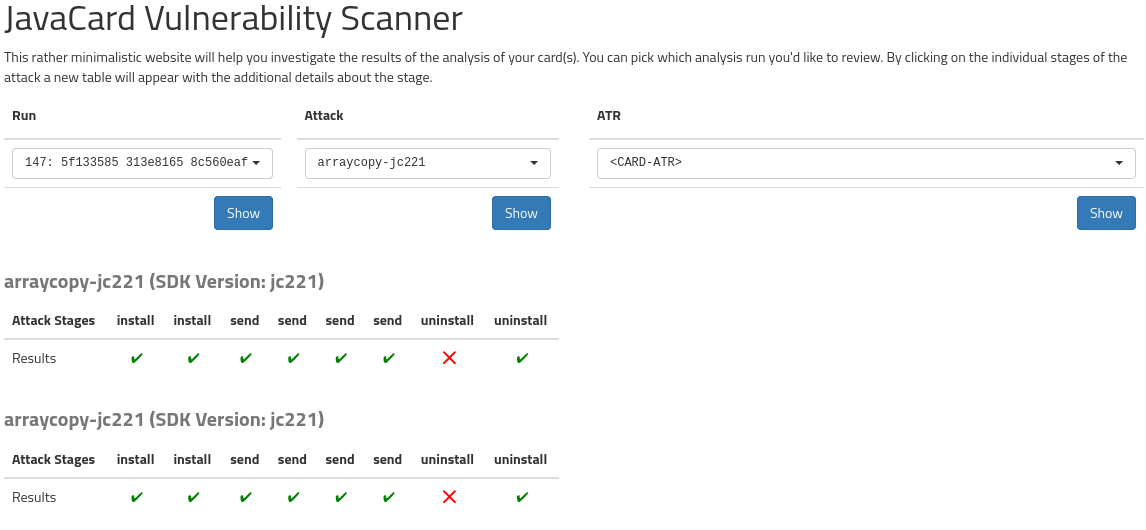 JavaCard Vulnerability Scanner
This rather minimalistic website will help you investigate the results of the analysis of your card(s). You can pick which analysis run you'd like to review. By clicking on the individual stages of the
attack a new table will appear with the additional details about the stage.
Run Attack ATR
147: 5f133585 313e8165 8c560eaf arraycopy-jc221 <CARD-ATR>
Show Show Show
arraycopy-jc221 (SDK Version: jc221)
Attack Stages install install send send send send uninstall uninstall
Results ✔ ✔ ✔ ✔ ✔ ✔ ❌ ✔
arraycopy-jc221 (SDK Version: jc221)
Attack Stages install install send send send send uninstall uninstall
Results ✔ ✔ ✔ ✔ ✔ ✔ ❌ ✔